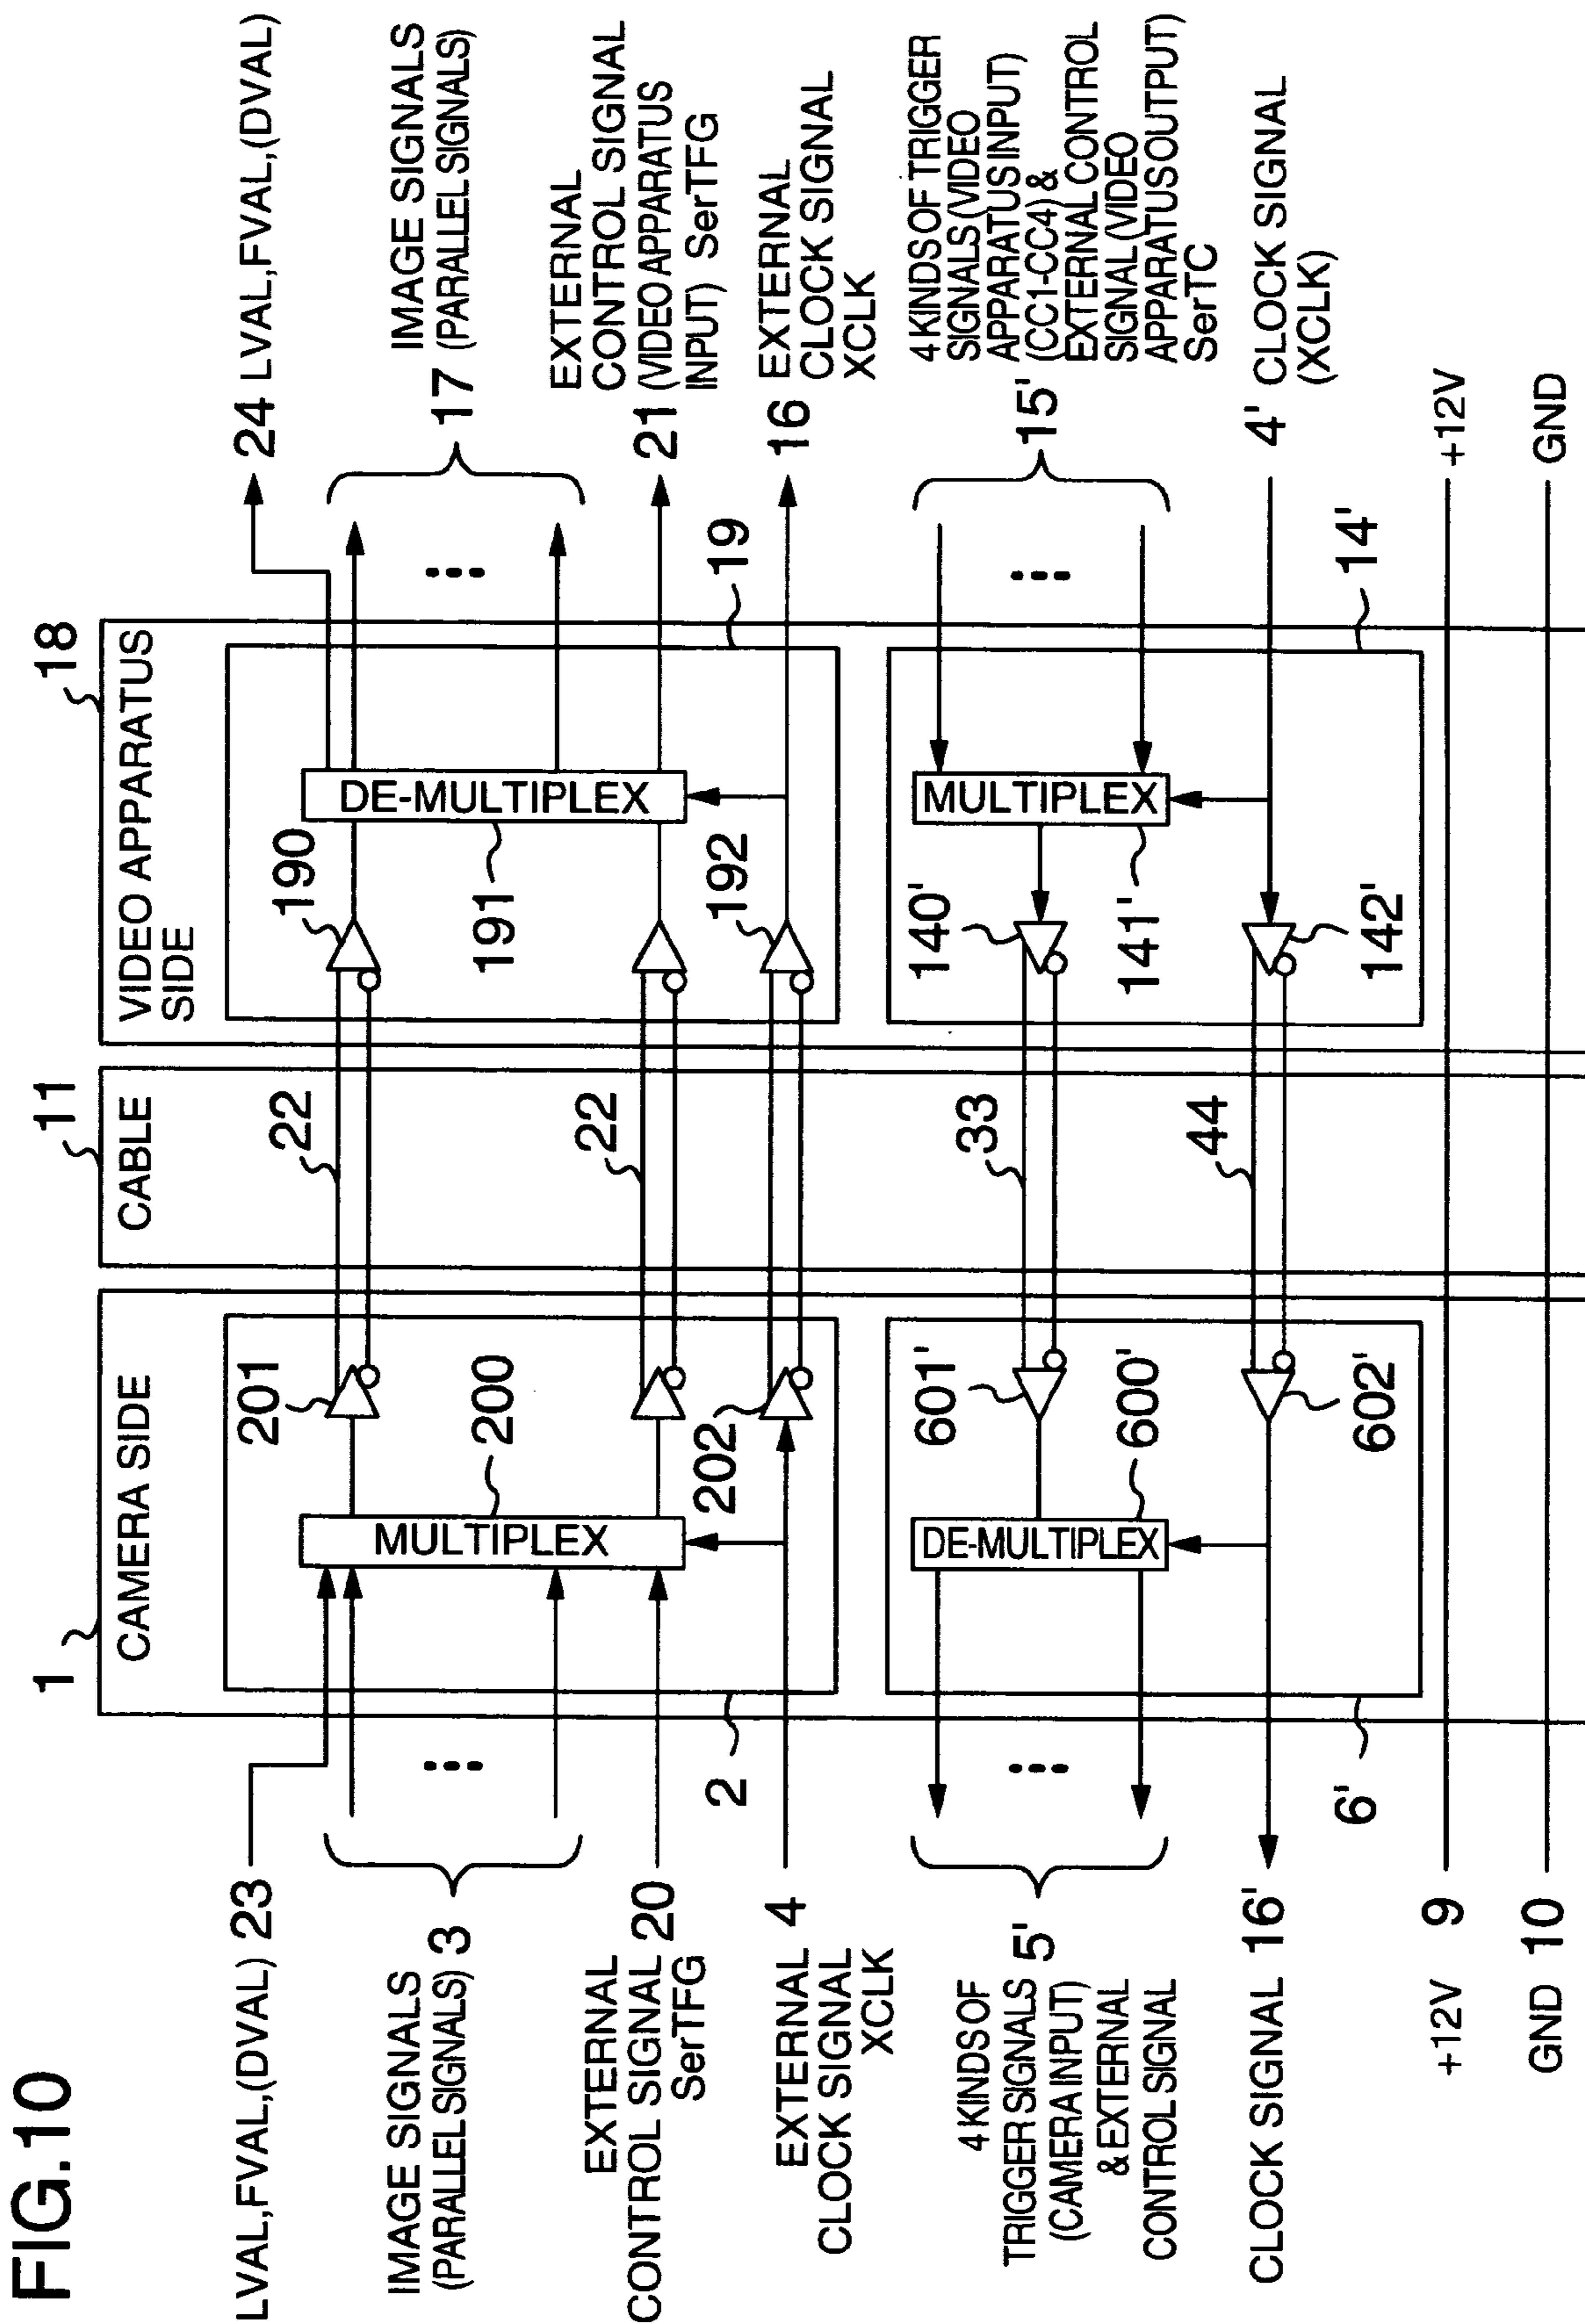 FIG.10
1
CAMERA SIDE
11
CABLE
18
VIDEO APPARATUS
SIDE
LVAL,FVAL,(DVAL) 23
IMAGE SIGNALS
(PARALLEL SIGNALS) 3
EXTERNAL
CONTROL SIGNAL 20
SerTFG
EXTERNAL 4
CLOCK SIGNAL
XCLK
4 KINDS OF
TRIGGER SIGNALS 5'
(CAMERA INPUT)
& EXTERNAL
CONTROL SIGNAL
CLOCK SIGNAL 16'
+12V 9
GND 10
2
MULTIPLEX
200
201
202
6'
DE-MULTIPLEX
600'
601'
602'
22
22
33
44
190
DE-MULTIPLEX
191
192
19
140'
MULTIPLEX
141'
142'
14'
24 LVAL,FVAL,(DVAL)
IMAGE SIGNALS
17 (PARALLEL SIGNALS)
EXTERNAL
CONTROL SIGNAL
21 (VIDEO APPARATUS
INPUT) SerTFG
16 EXTERNAL
CLOCK SIGNAL
XCLK
4 KINDS OF TRIGGER
SIGNALS (VIDEO
APPARATUS INPUT)
15' (CC1-CC4) &
EXTERNAL CONTROL
SIGNAL (VIDEO
APPARATUS OUTPUT)
SerTC
4' CLOCK SIGNAL
(XCLK)
+12V
GND